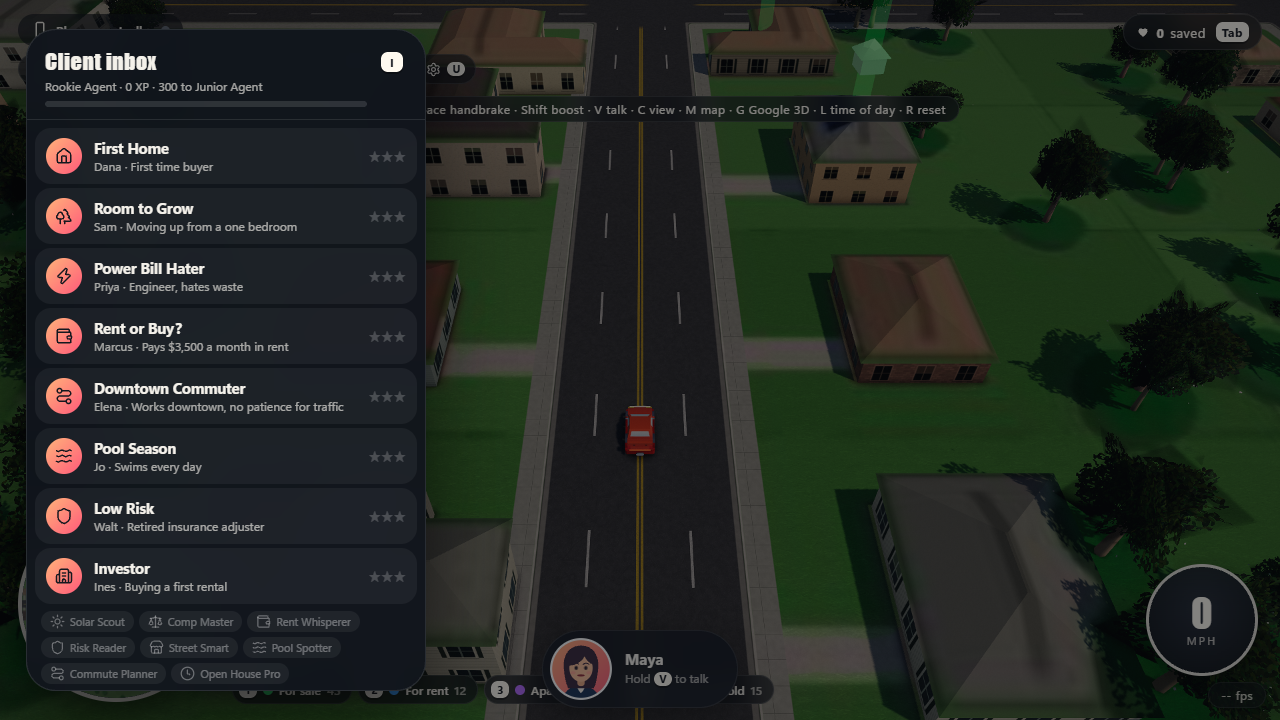 Client inbox
I
Rookie Agent · 0 XP · 300 to Junior Agent
0 saved Tab
U
ace handbrake · Shift boost · V talk · C view · M map · G Google 3D · L time of day · R reset
First Home
Dana · First time buyer
Room to Grow
Sam · Moving up from a one bedroom
Power Bill Hater
Priya · Engineer, hates waste
Rent or Buy?
Marcus · Pays $3,500 a month in rent
Downtown Commuter
Elena · Works downtown, no patience for traffic
Pool Season
Jo · Swims every day
Low Risk
Walt · Retired insurance adjuster
Investor
Ines · Buying a first rental
Solar Scout
Comp Master
Rent Whisperer
Risk Reader
Street Smart
Pool Spotter
Commute Planner
Open House Pro
0
MPH
Maya
Hold V to talk
For rent 12
3
15
-- fps